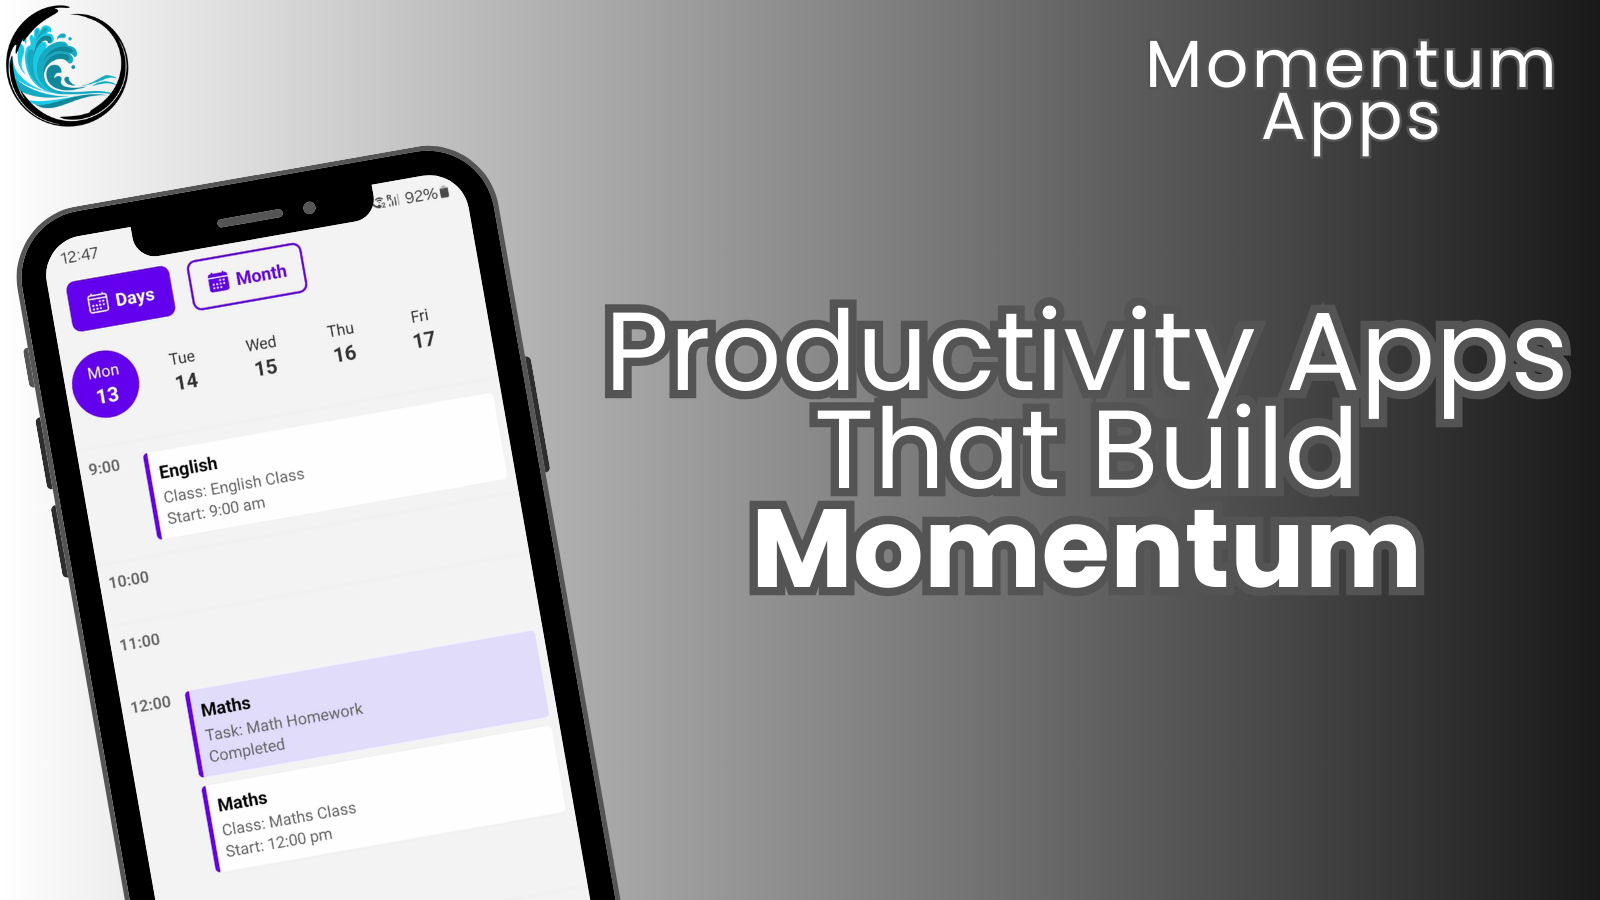 Momentum
Apps
12:47
92%
Days
Month
Mon
13
Tue
14
Wed
15
Thu
16
Fri
17
9:00
English
Class: English Class
Start: 9:00 am
10:00
11:00
12:00
Maths
Task: Math Homework
Completed
Maths
Class: Maths Class
Start: 12:00 pm
Productivity Apps
That Build
Momentum